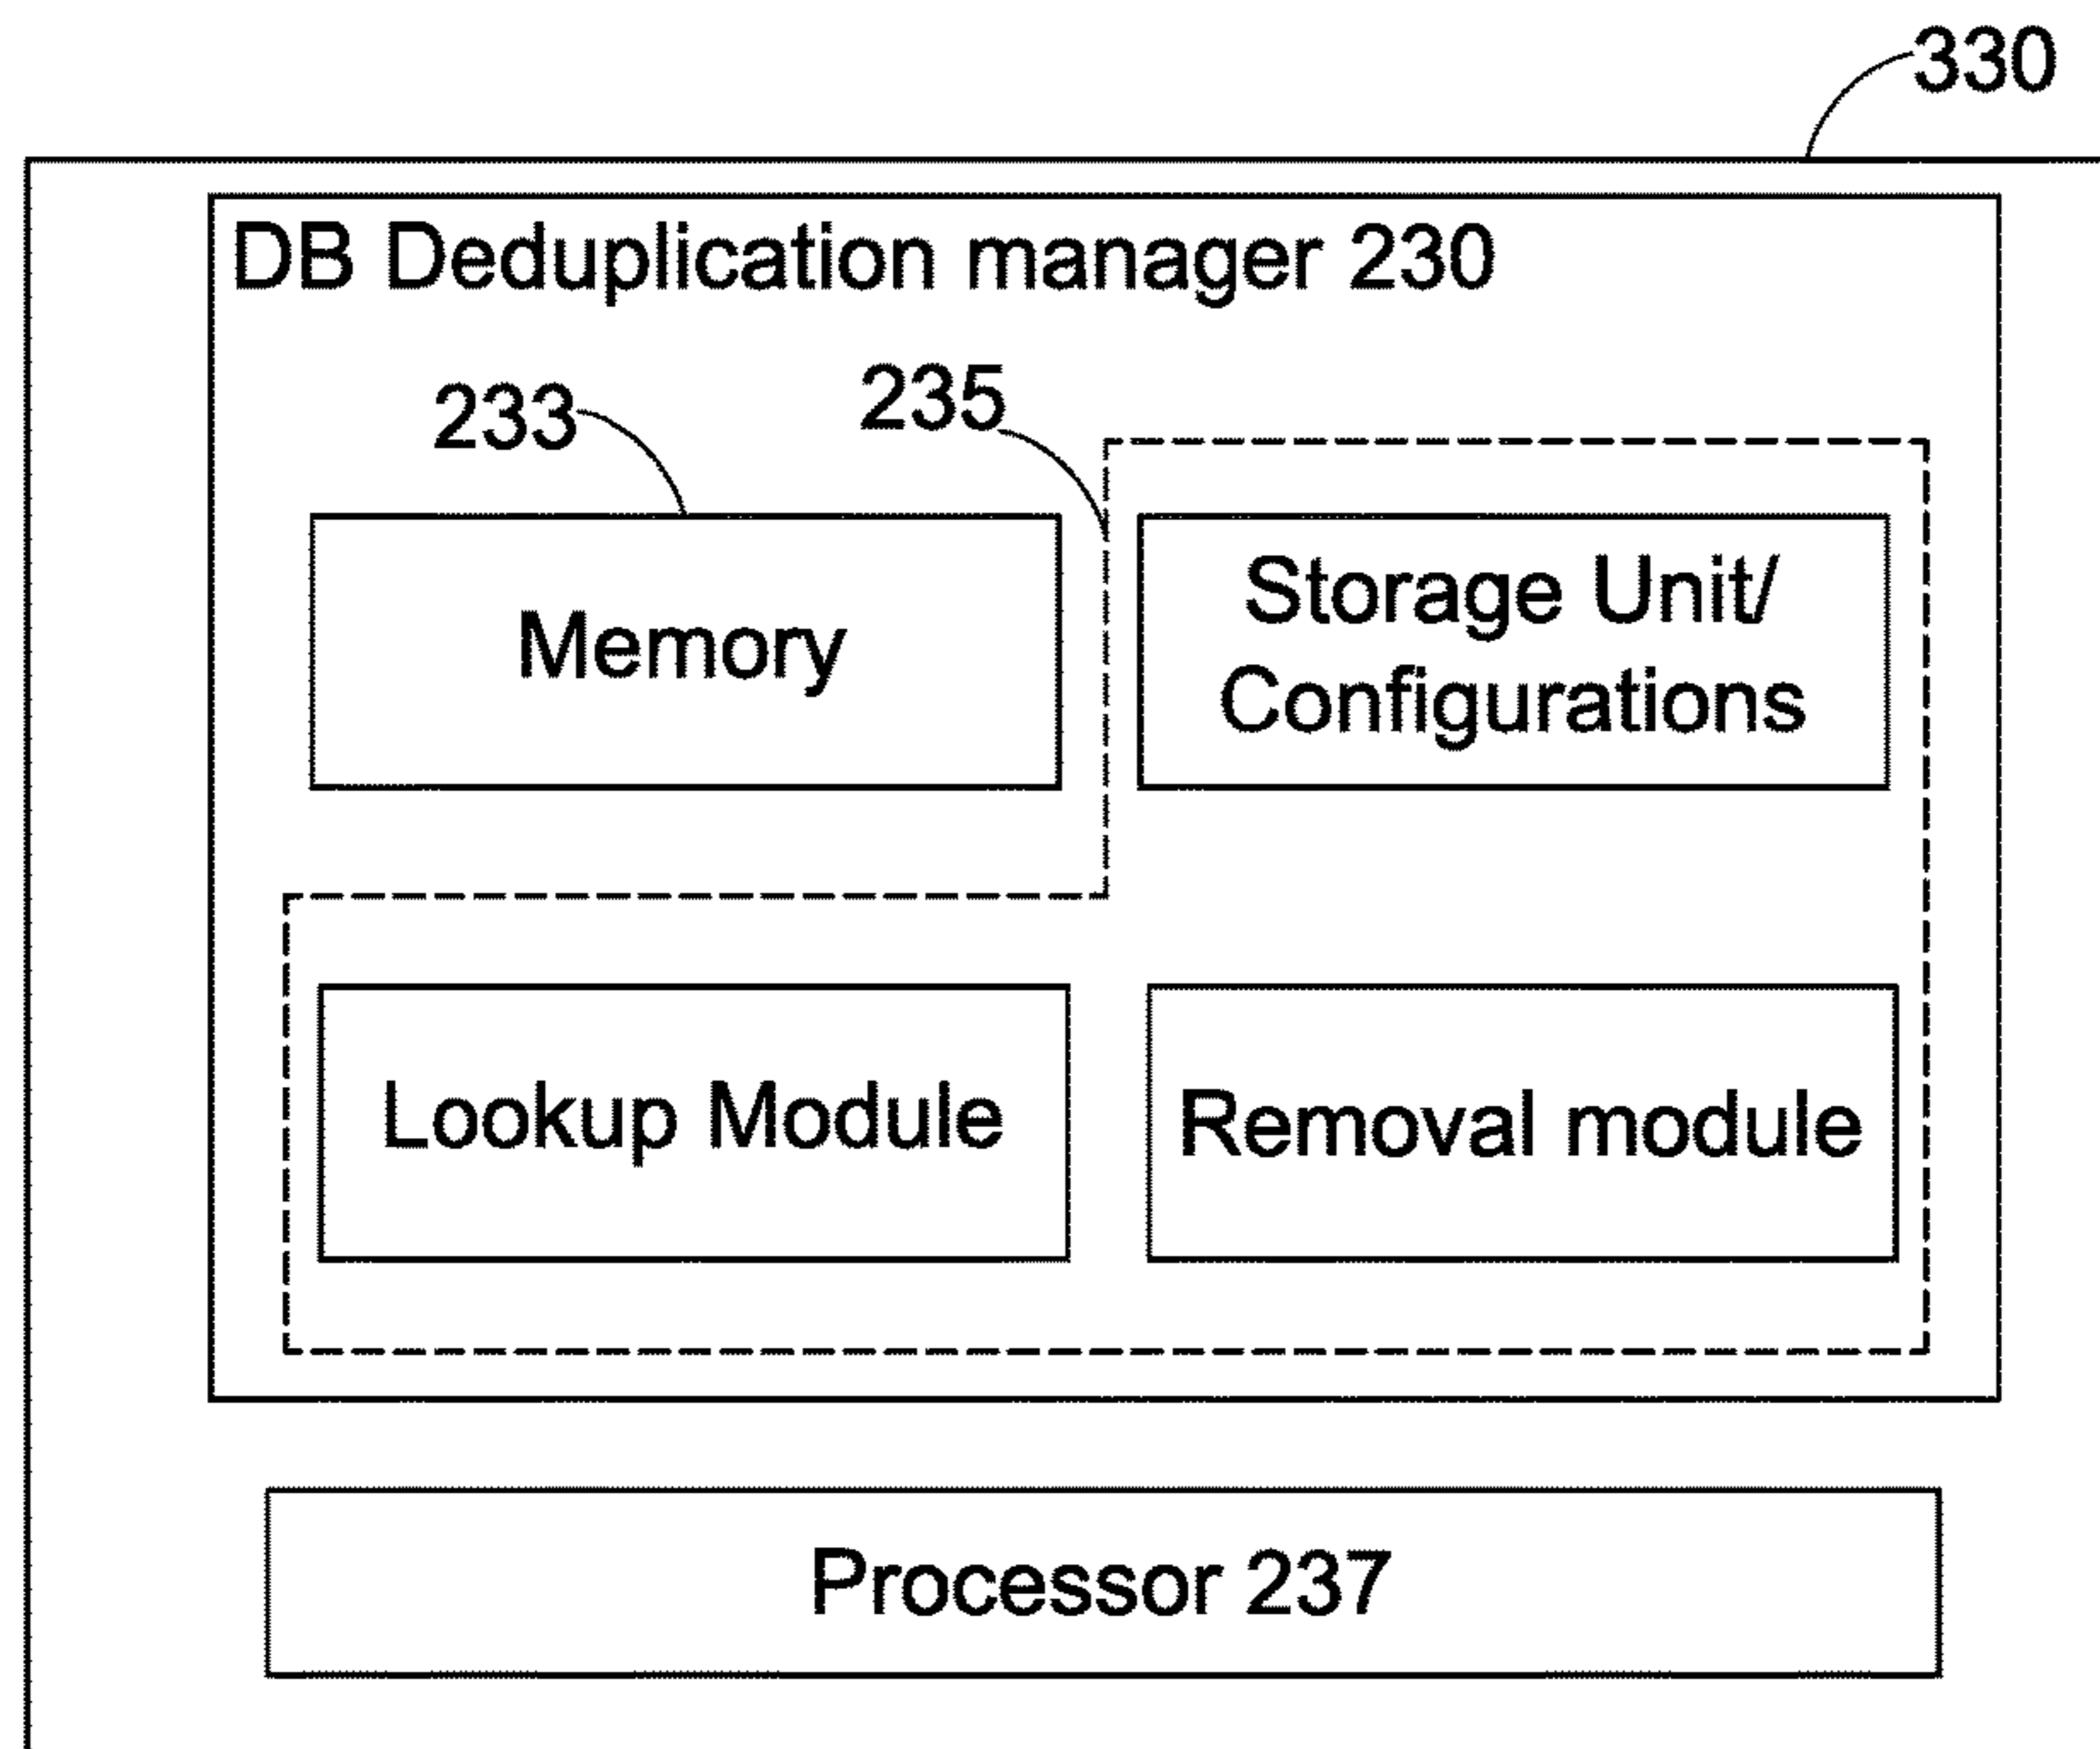 330
DB Deduplication manager 230
233
235
Memory
Storage Unit/
Configurations
Lookup Module
Removal module
Processor 237